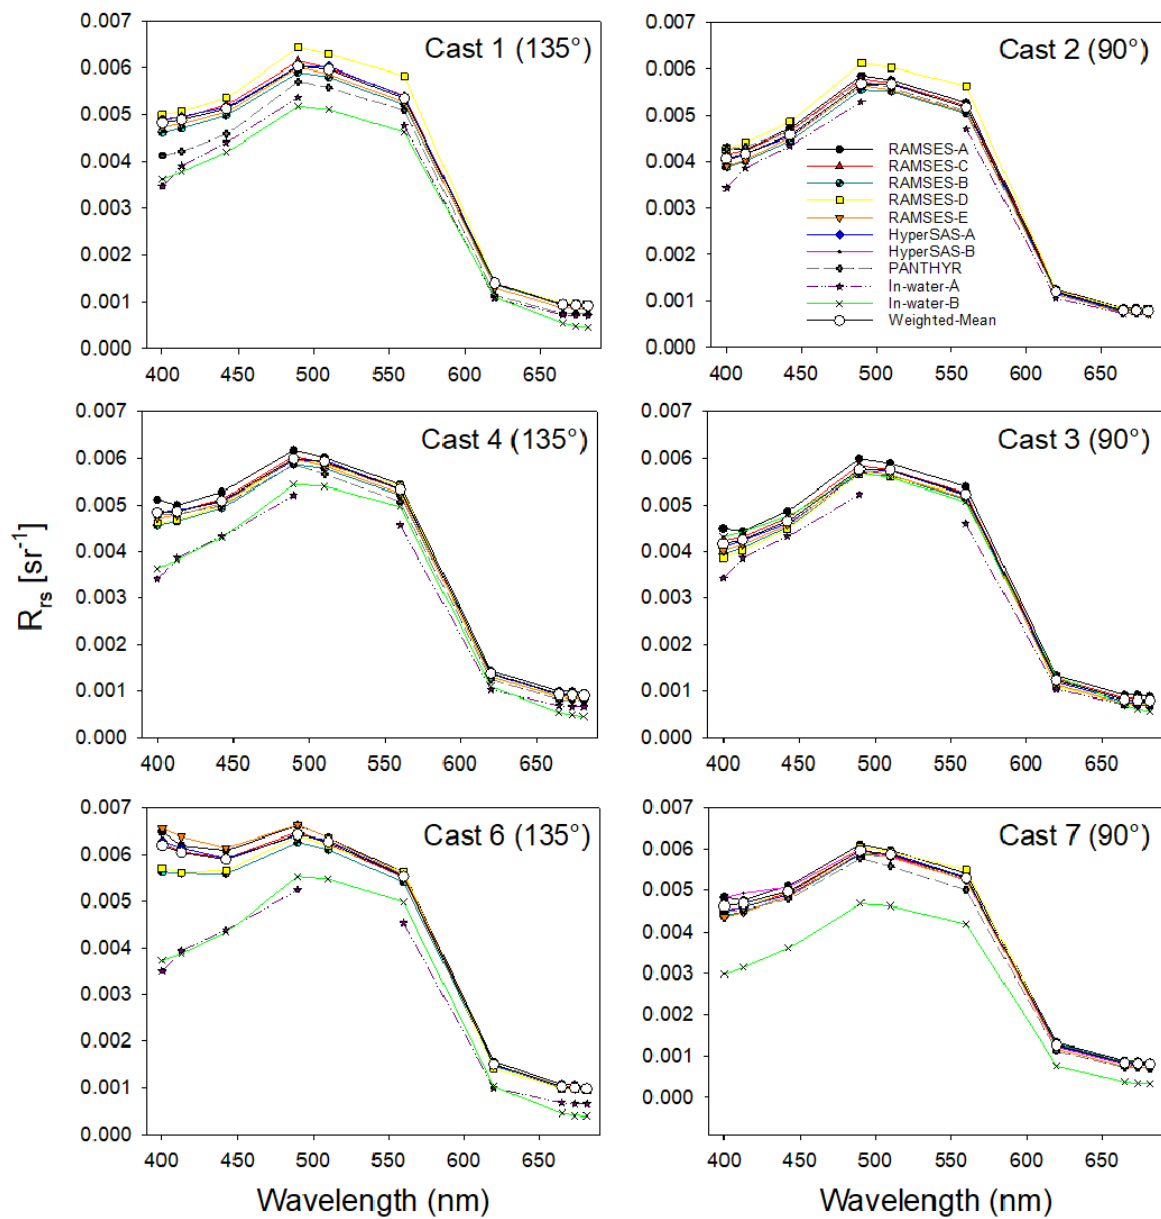 0.007
0.006
0.005
0.004
0.003
0.002
0.001
0.000
Cast 1 (135°)
400 450 500 550 600 650
0.007
0.006
0.005
0.004
0.003
0.002
0.001
0.000
Cast 2 (90°)
RAMSES-A
RAMSES-C
RAMSES-B
RAMSES-D
RAMSES-E
HyperSAS-A
HyperSAS-B
PANTHYR
In-water-A
In-water-B
Weighted-Mean
400 450 500 550 600 650
Rrs [sr-1]
0.007
0.006
0.005
0.004
0.003
0.002
0.001
0.000
Cast 4 (135°)
400 450 500 550 600 650
0.007
0.006
0.005
0.004
0.003
0.002
0.001
0.000
Cast 3 (90°)
400 450 500 550 600 650
0.007
0.006
0.005
0.004
0.003
0.002
0.001
0.000
Cast 6 (135°)
400 450 500 550 600 650
Wavelength (nm)
0.007
0.006
0.005
0.004
0.003
0.002
0.001
0.000
Cast 7 (90°)
400 450 500 550 600 650
Wavelength (nm)